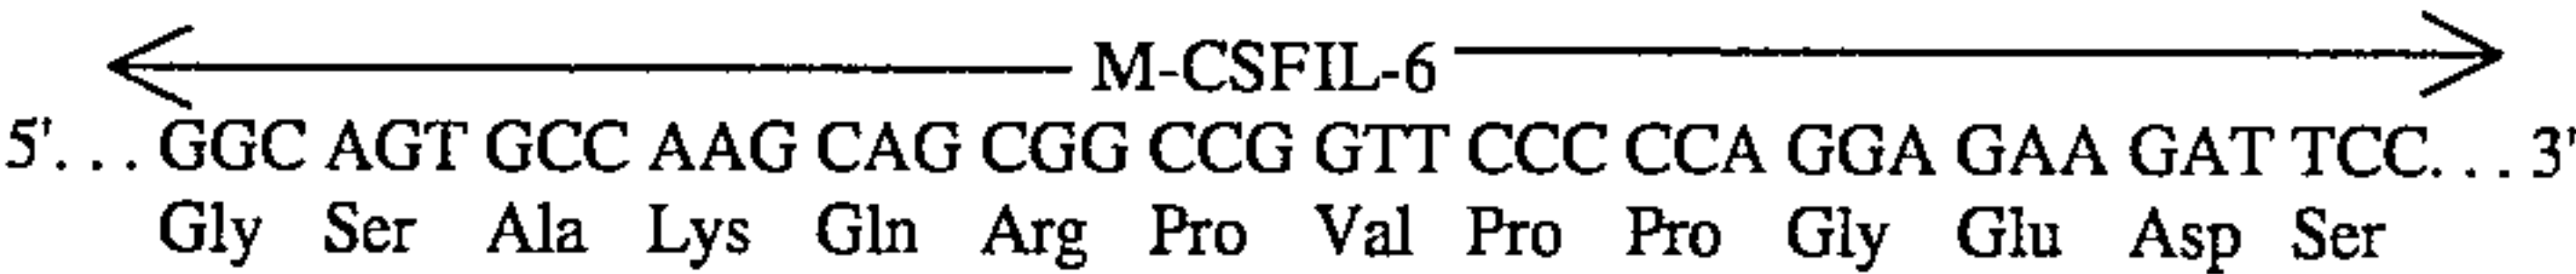 M-CSFIL-6
5'... GGC AGT GCC AAG CAG CGG CCG GTT CCC CCA GGA GAA GAT TCC... 3'
Gly Ser Ala Lys Gln Arg Pro Val Pro Pro Gly Glu Asp Ser